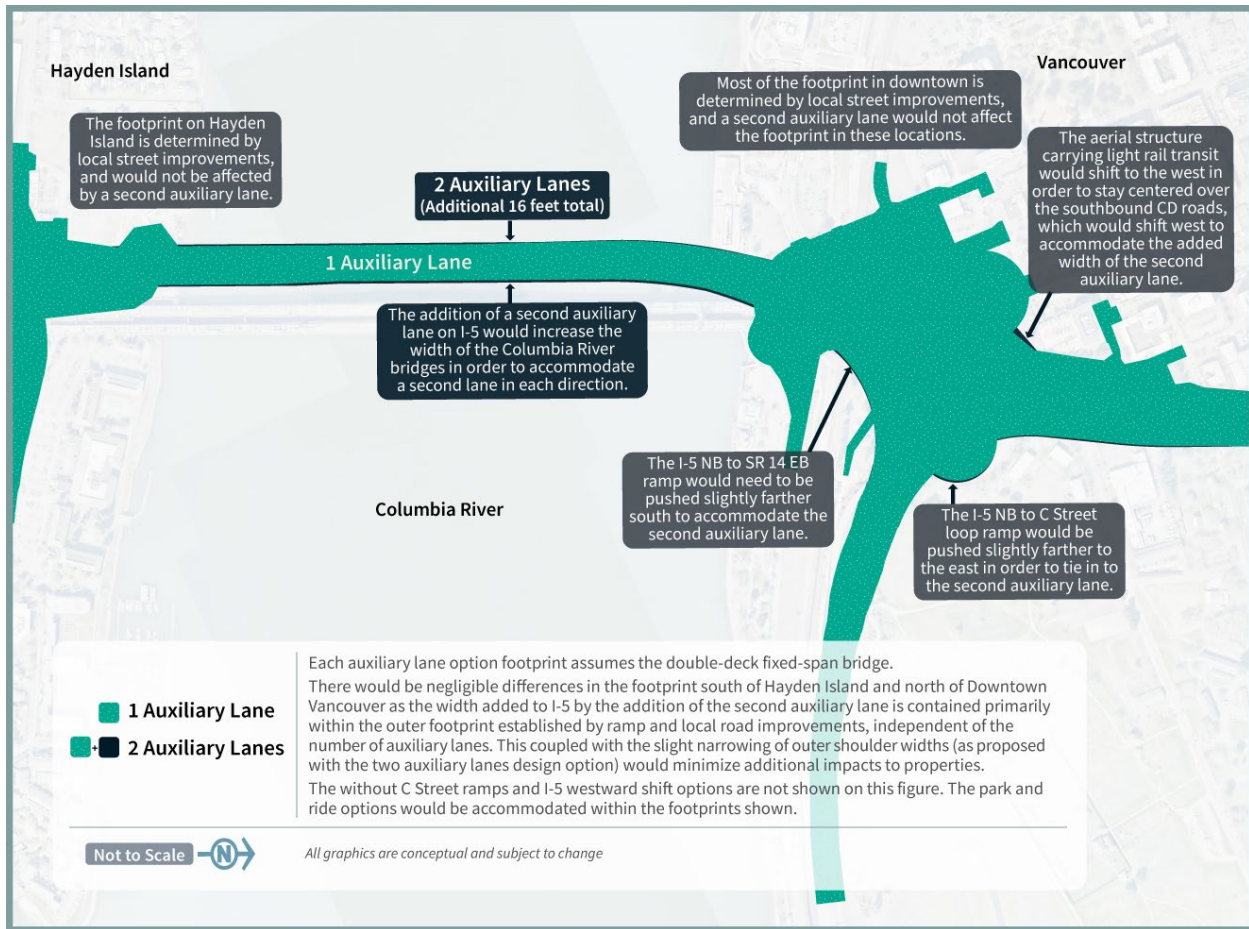 Hayden Island
Vancouver
The footprint on Hayden
Island is determined by
local street improvements,
and would not be affected
by a second auxiliary lane.
Most of the footprint in downtown is
determined by local street improvements,
and a second auxiliary lane would not affect
the footprint in these locations.
The aerial structure
carrying light rail transit
would shift to the west in
order to stay centered over
the southbound CD roads,
which would shift west to
accommodate the added
width of the second
auxiliary lane.
2 Auxiliary Lanes
(Additional 16 feet total)
1 Auxiliary Lane
The addition of a second auxiliary
lane on I-5 would increase the
width of the Columbia River
bridges in order to accommodate
a second lane in each direction.
The I-5 NB to SR 14 EB
ramp would need to be
pushed slightly farther
south to accommodate the
second auxiliary lane.
The I-5 NB to C Street
loop ramp would be
pushed slightly farther to
the east in order to tie in to
the second auxiliary lane.
Columbia River
1 Auxiliary Lane
+ 2 Auxiliary Lanes
Each auxiliary lane option footprint assumes the double-deck fixed-span bridge.
There would be negligible differences in the footprint south of Hayden Island and north of Downtown
Vancouver as the width added to I-5 by the addition of the second auxiliary lane is contained primarily
within the outer footprint established by ramp and local road improvements, independent of the
number of auxiliary lanes. This coupled with the slight narrowing of outer shoulder widths (as proposed
with the two auxiliary lanes design option) would minimize additional impacts to properties.
The without C Street ramps and I-5 westward shift options are not shown on this figure. The park and
ride options would be accommodated within the footprints shown.
Not to Scale
N
All graphics are conceptual and subject to change